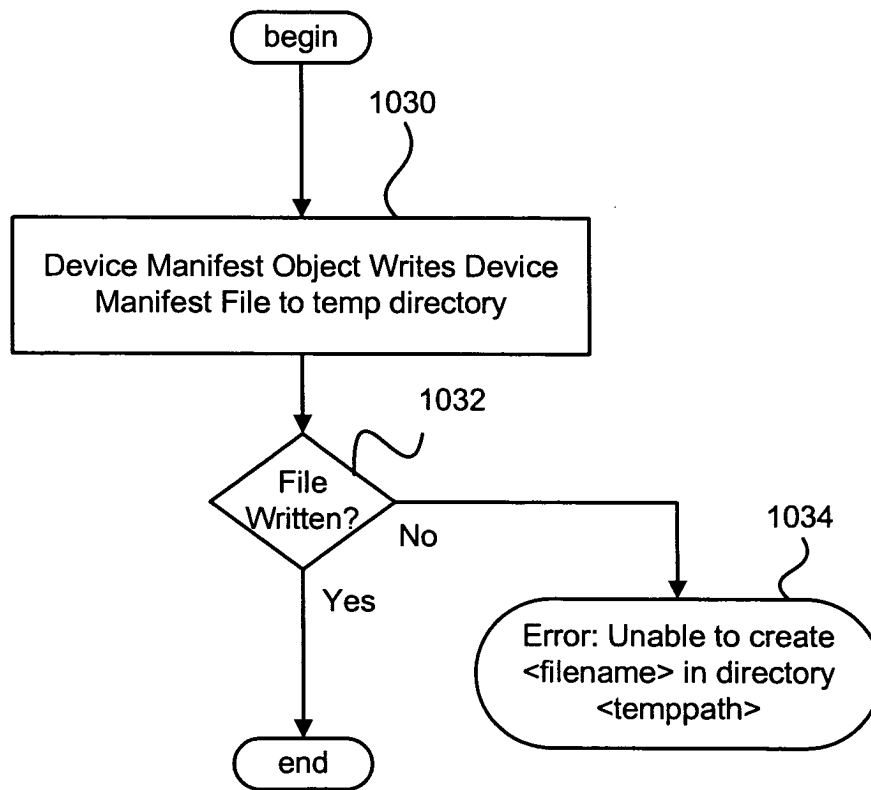 begin
1030
Device Manifest Object Writes Device
Manifest File to temp directory
1032
File
Written?
No
Yes
1034
Error: Unable to create
<filename> in directory
<temppath>
end